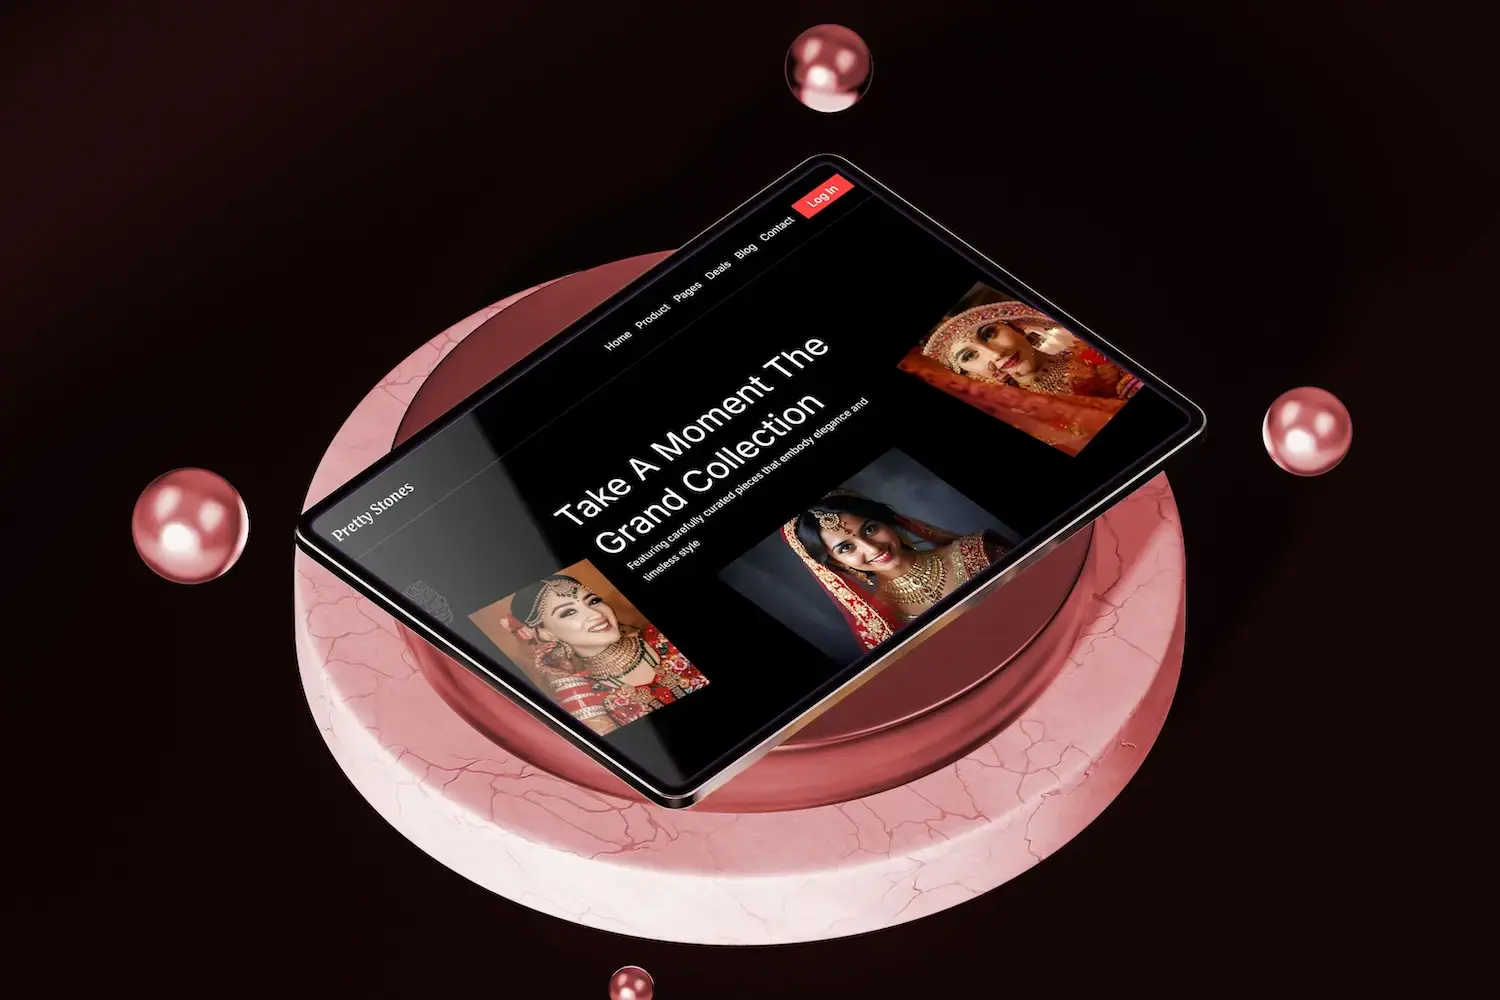 Pretty Stones
Home Product Pages Deals Blog Contact
Log In
Take A Moment The
Grand Collection
Featuring carefully curated pieces that embody elegance and
timeless style